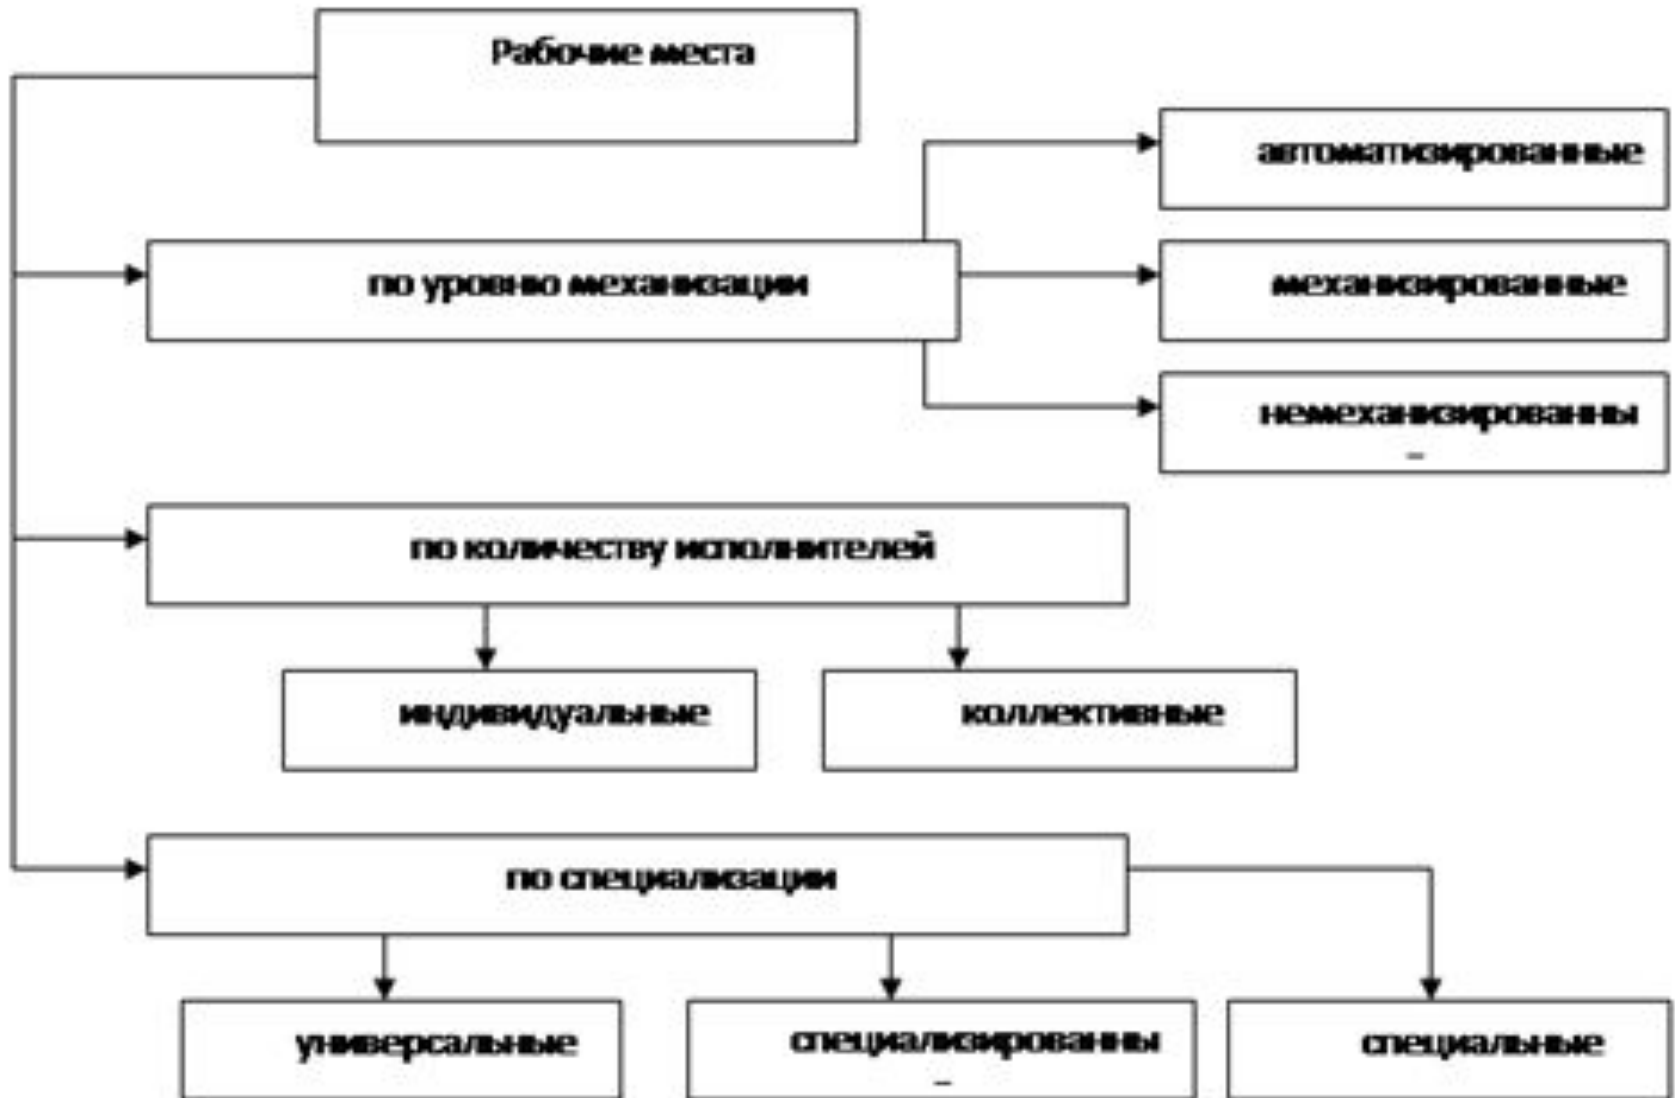 Рабочие места
автоматизированные
по уровню механизации
механизированные
немеханизированны
по количеству исполнителей
индивидуальные
коллективные
по специализации
универсальные
специализированны
специальные